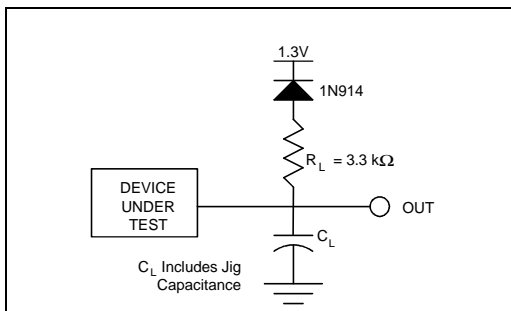 1.3V
1N914
R_L = 3.3 kΩ
DEVICE
UNDER
TEST
OUT
C_L
C_L Includes Jig
Capacitance